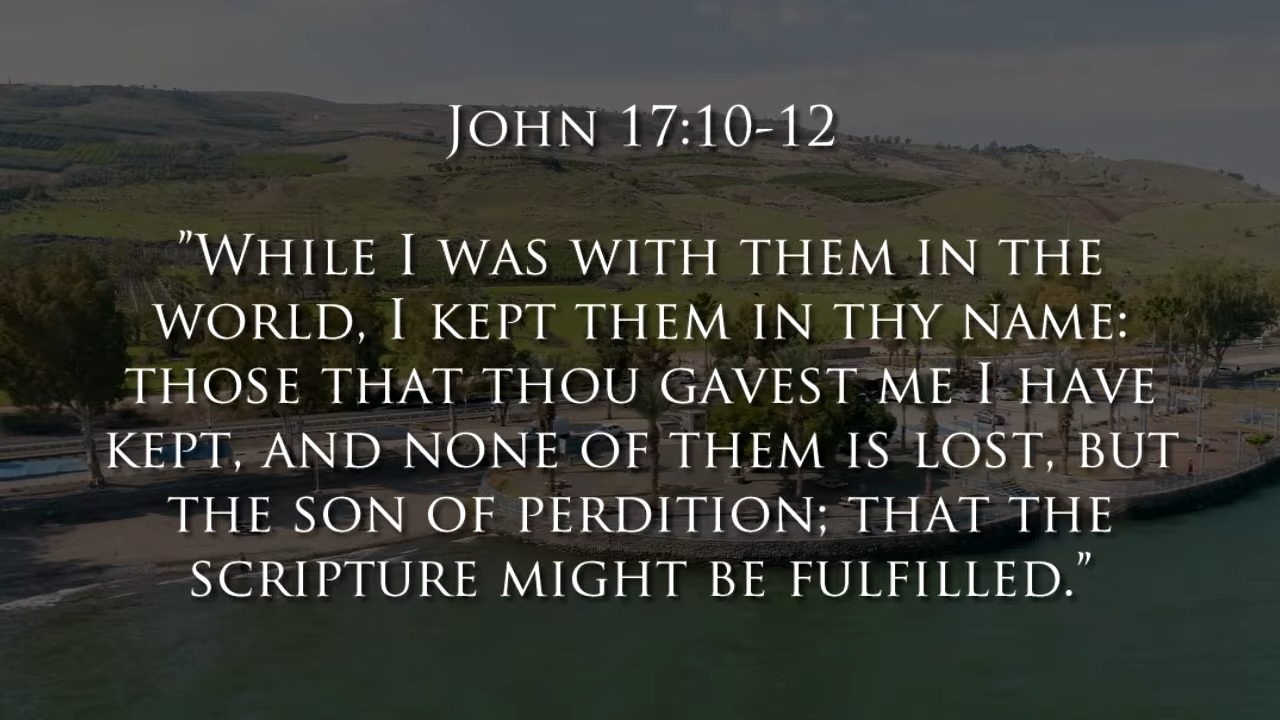 John 17:10-12
"While I was with them in the
world, I kept them in thy name:
those that thou gavest me I have
kept, and none of them is lost, but
the son of perdition; that the
scripture might be fulfilled."